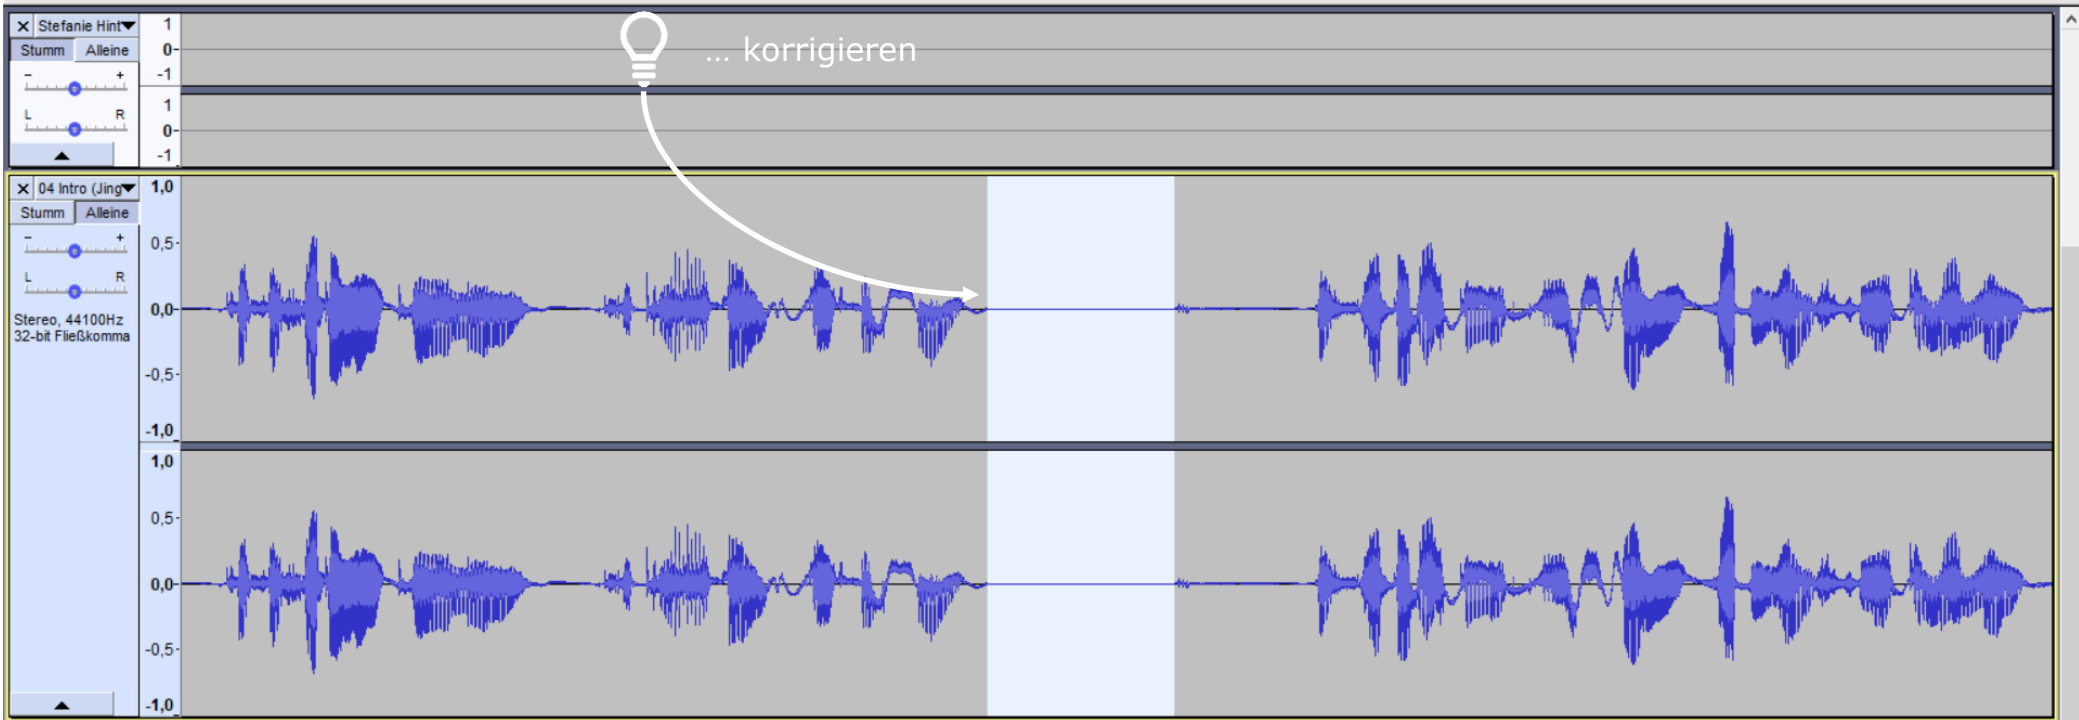 Stefanie Hint
Stumm Alleine
- +
L R
1
0-
-1
1
0-
-1
... korrigieren
04 Intro (Jing
Stumm Alleine
- +
L R
Stereo, 44100Hz
32-bit Fließkomma
1,0
0,5-
0,0-
-0,5-
-1,0
1,0
0,5-
0,0-
-0,5-
-1,0